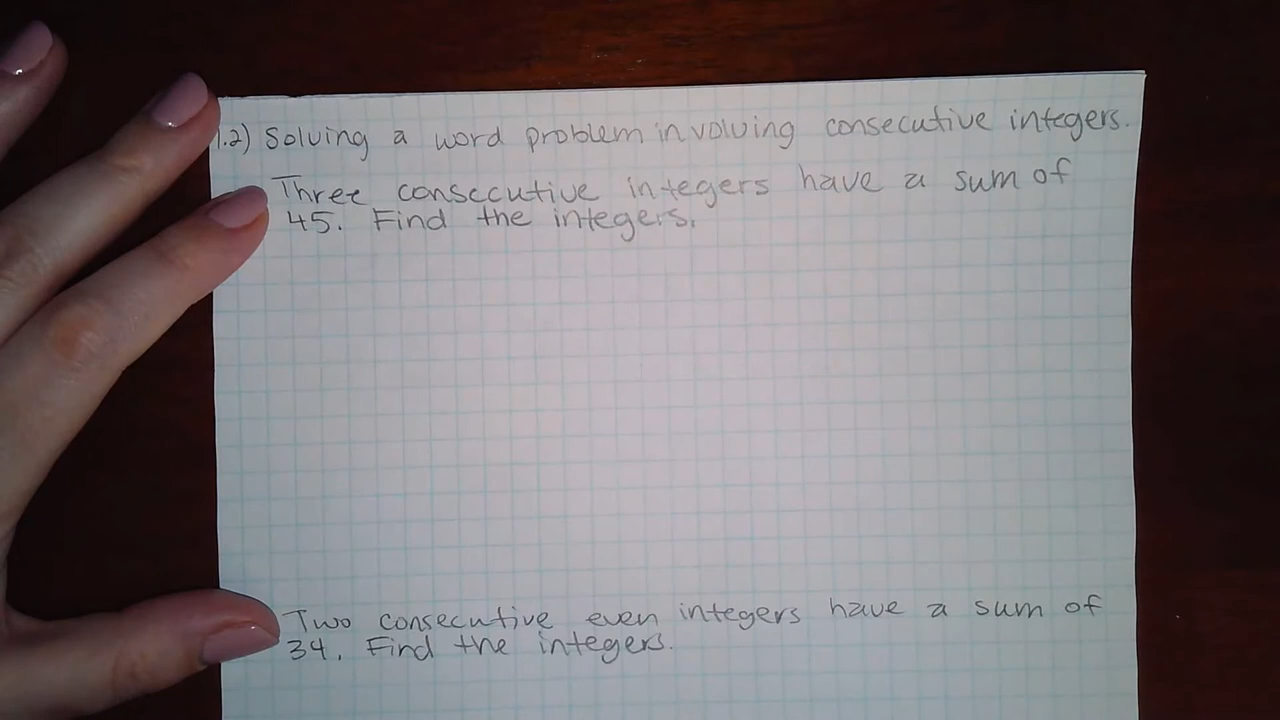 1.2) Solving a word problem involving consecutive integers.
Three consecutive integers have a sum of
45. Find the integers.
Two consecutive even integers have a sum of
34. Find the integers.